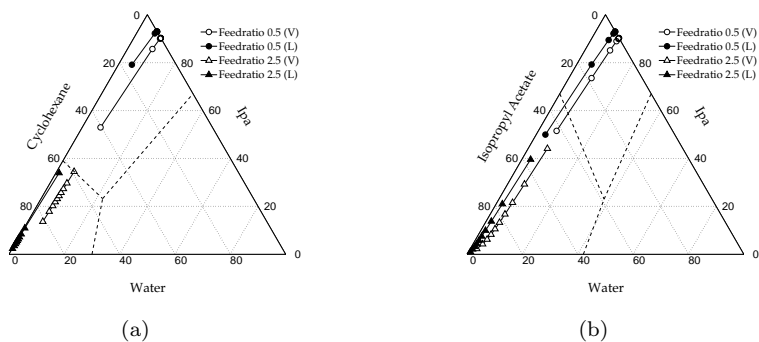 0
Feedratio 0.5 (V)
Feedratio 0.5 (L)
Feedratio 2.5 (V)
Feedratio 2.5 (L)
20
80
Cyclohexane
Ipa
40
60
60
40
80
20
0
0
20
40
60
80
Water
(a)
0
Feedratio 0.5 (V)
Feedratio 0.5 (L)
Feedratio 2.5 (V)
Feedratio 2.5 (L)
20
80
Isopropyl Acetate
Ipa
40
60
60
40
80
20
0
0
20
40
60
80
Water
(b)